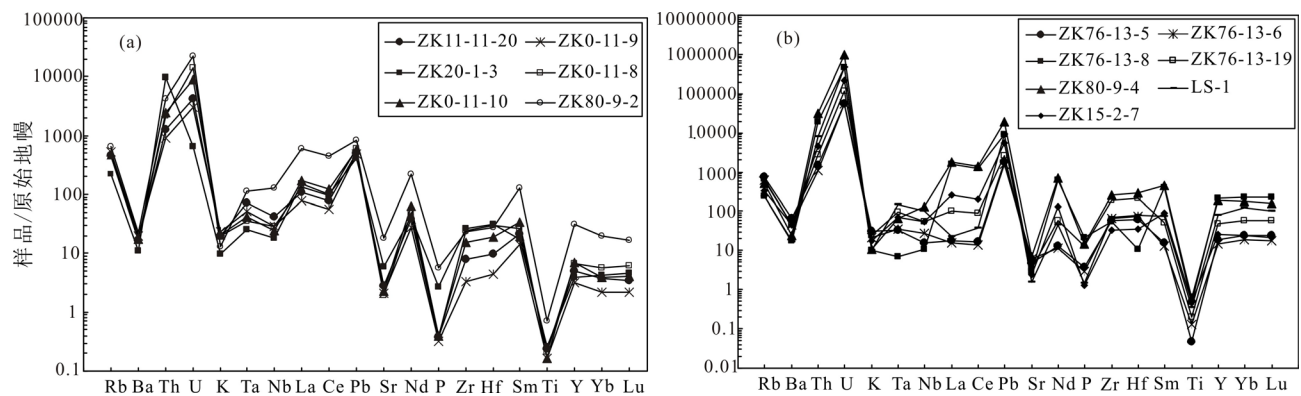 样品/原始地幔
100000
10000
1000
100
10
1
0.1
(a)
ZK11-11-20
ZK0-11-9
ZK20-1-3
ZK0-11-8
ZK0-11-10
ZK80-9-2
Rb Ba Th U K Ta Nb La Ce Pb Sr Nd P Zr Hf Sm Ti Y Yb Lu
10000000
1000000
100000
1,0000
1000
100
10
1
0.1
0.01
(b)
ZK76-13-5
ZK76-13-6
ZK76-13-8
ZK76-13-19
ZK80-9-4
LS-1
ZK15-2-7
Rb Ba Th U K Ta Nb La Ce Pb Sr Nd P Zr Hf Sm Ti Y Yb Lu